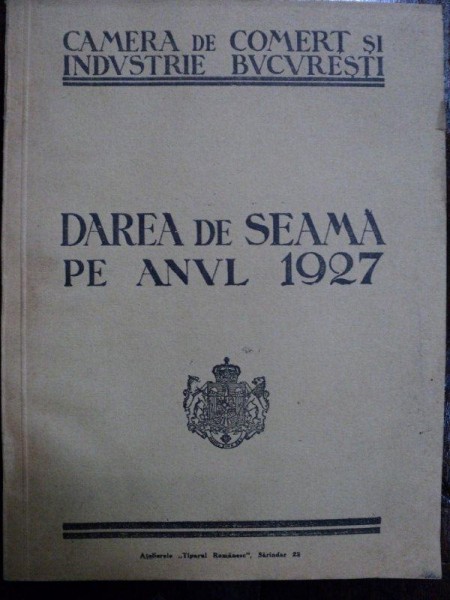 CAMERA DE COMERȚ ȘI
INDVSTRIE BVCVREȘTI
DAREA DE SEAMA
PE ANVL 1927
Atelierele „Tiparul Românesc", Sărindar 23